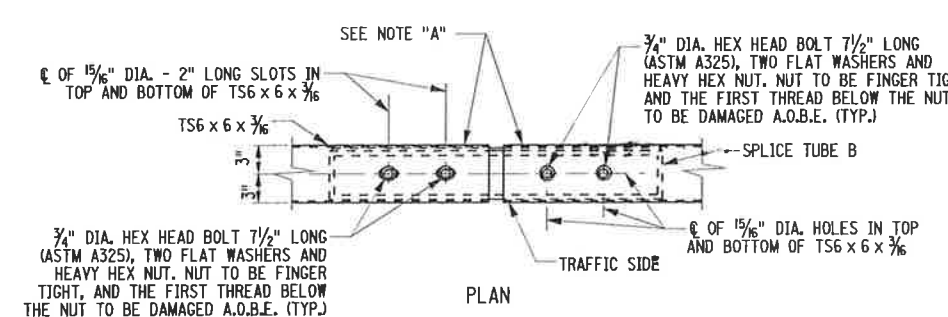 SEE NOTE "A"
3/4" DIA. HEX HEAD BOLT 7 1/2" LONG
(ASTM A325), TWO FLAT WASHERS AND
HEAVY HEX NUT. NUT TO BE FINGER TIG
AND THE FIRST THREAD BELOW THE NUT
TO BE DAMAGED A.O.B.E. (TYP.)
℄ OF 15/16" DIA. - 2" LONG SLOTS IN
TOP AND BOTTOM OF TS6 x 6 x 3/16
TS6 x 6 x 3/16
SPLICE TUBE B
3"
3"
℄ OF 15/16" DIA. HOLES IN TOP
AND BOTTOM OF TS6 x 6 x 3/16
3/4" DIA. HEX HEAD BOLT 7 1/2" LONG
(ASTM A325), TWO FLAT WASHERS AND
HEAVY HEX NUT. NUT TO BE FINGER
TIGHT, AND THE FIRST THREAD BELOW
THE NUT TO BE DAMAGED A.O.B.E. (TYP.)
TRAFFIC SIDE
PLAN